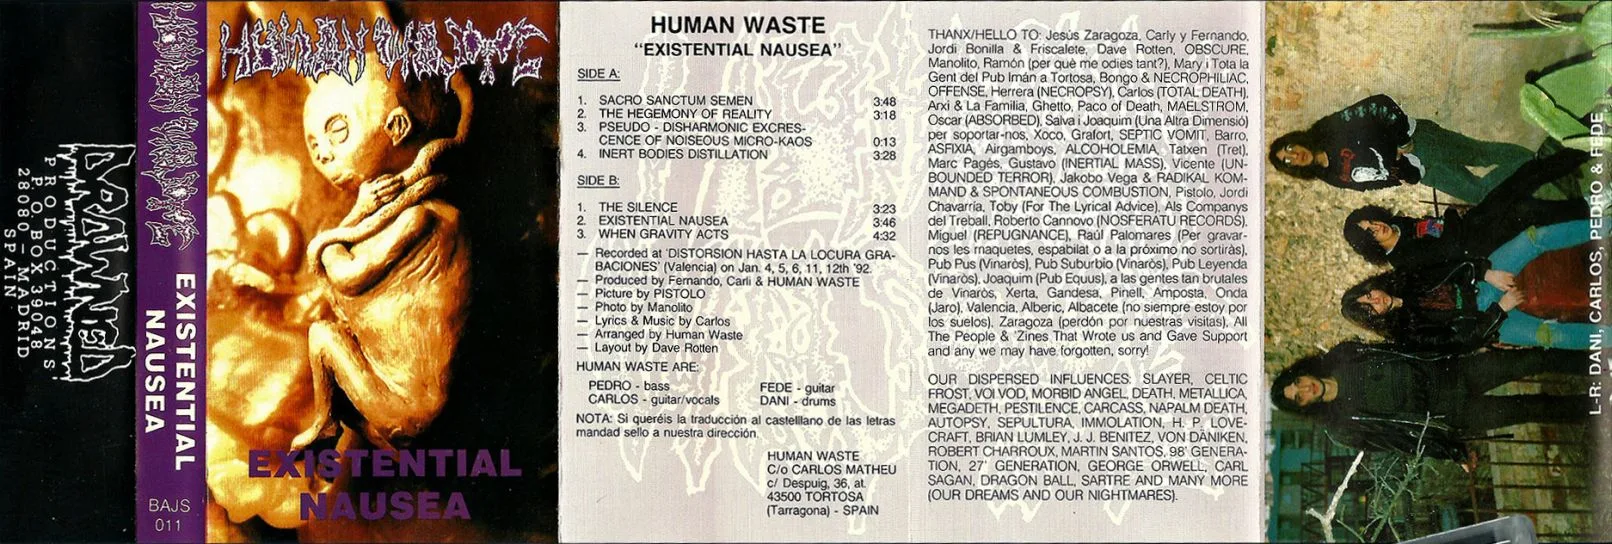 DROWNED
PRODUCTIONS
P.O. BOX 39048
28080 - MADRID
SPAIN
HUMAN WASTE
EXISTENTIAL
NAUSEA
BAJS
011
HUMAN WASTE
EXISTENTIAL
NAUSEA
HUMAN WASTE
"EXISTENTIAL NAUSEA"
SIDE A:
1. SACRO SANCTUM SEMEN 3:48
2. THE HEGEMONY OF REALITY 3:18
3. PSEUDO - DISHARMONIC EXCRES-
CENCE OF NOISEOUS MICRO-KAOS 0:13
4. INERT BODIES DISTILLATION 3:28
SIDE B:
1. THE SILENCE 3:23
2. EXISTENTIAL NAUSEA 3:46
3. WHEN GRAVITY ACTS 4:32
— Recorded at 'DISTORSION HASTA LA LOCURA GRA-
BACIONES' (Valencia) on Jan. 4, 5, 6, 11, 12th '92.
— Produced by Fernando, Carli & HUMAN WASTE
— Picture by PISTOLO
— Photo by Manolito
— Lyrics & Music by Carlos
— Arranged by Human Waste
— Layout by Dave Rotten
HUMAN WASTE ARE:
PEDRO - bass FEDE - guitar
CARLOS - guitar/vocals DANI - drums
NOTA: Si queréis la traducción al castelllano de las letras
mandad sello a nuestra dirección.
HUMAN WASTE
C/o CARLOS MATHEU
c/ Despuig, 36, at.
43500 TORTOSA
(Tarragona) - SPAIN
THANX/HELLO TO: Jesús Zaragoza, Carly y Fernando,
Jordi Bonilla & Friscalete, Dave Rotten, OBSCURE,
Manolito, Ramón (per què me odies tant?), Mary i Tota la
Gent del Pub Imán a Tortosa, Bongo & NECROPHILIAC,
OFFENSE, Herrera (NECROPSY), Carlos (TOTAL DEATH),
Arxi & La Familia, Ghetto, Paco of Death, MAELSTROM,
Oscar (ABSORBED), Salva i Joaquim (Una Altra Dimensió)
per soportar-nos, Xoco, Grafort, SEPTIC VOMIT, Barro,
ASFIXIA, Airgamboys, ALCOHOLEMIA, Tatxen (Tret),
Marc Pagés, Gustavo (INERTIAL MASS), Vicente (UN-
BOUNDED TERROR), Jakobo Vega & RADIKAL KOM-
MAND & SPONTANEOUS COMBUSTION, Pistolo, Jordi
Chavarría, Toby (For The Lyrical Advice), Als Companys
del Treball, Roberto Cannovo (NOSFERATU RECORDS),
Miguel (REPUGNANCE), Raúl Palomares (Per gravar-
nos les maquetes, espabilat o a la próximo no sortirás),
Pub Pus (Vinaròs), Pub Suburbio (Vinaròs), Pub Leyenda
(Vinaròs), Joaquim (Pub Equus), a las gentes tan brutales
de Vinaròs, Xerta, Gandesa, Pinell, Amposta, Onda
(Jaro), Valencia, Alberic, Albacete (no siempre estoy por
los suelos), Zaragoza (perdón por nuestras visitas), All
The People & 'Zines That Wrote us and Gave Support
and any we may have forgotten, sorry!
OUR DISPERSED INFLUENCES: SLAYER, CELTIC
FROST, VOIVOD, MORBID ANGEL, DEATH, METALLICA,
MEGADETH, PESTILENCE, CARCASS, NAPALM DEATH,
AUTOPSY, SEPULTURA, IMMOLATION, H. P. LOVE-
CRAFT, BRIAN LUMLEY, J. J. BENITEZ, VON DÄNIKEN,
ROBERT CHARROUX, MARTIN SANTOS, 98' GENERA-
TION, 27' GENERATION, GEORGE ORWELL, CARL
SAGAN, DRAGON BALL, SARTRE AND MANY MORE
(OUR DREAMS AND OUR NIGHTMARES).
L-R: DANI, CARLOS, PEDRO & FEDE